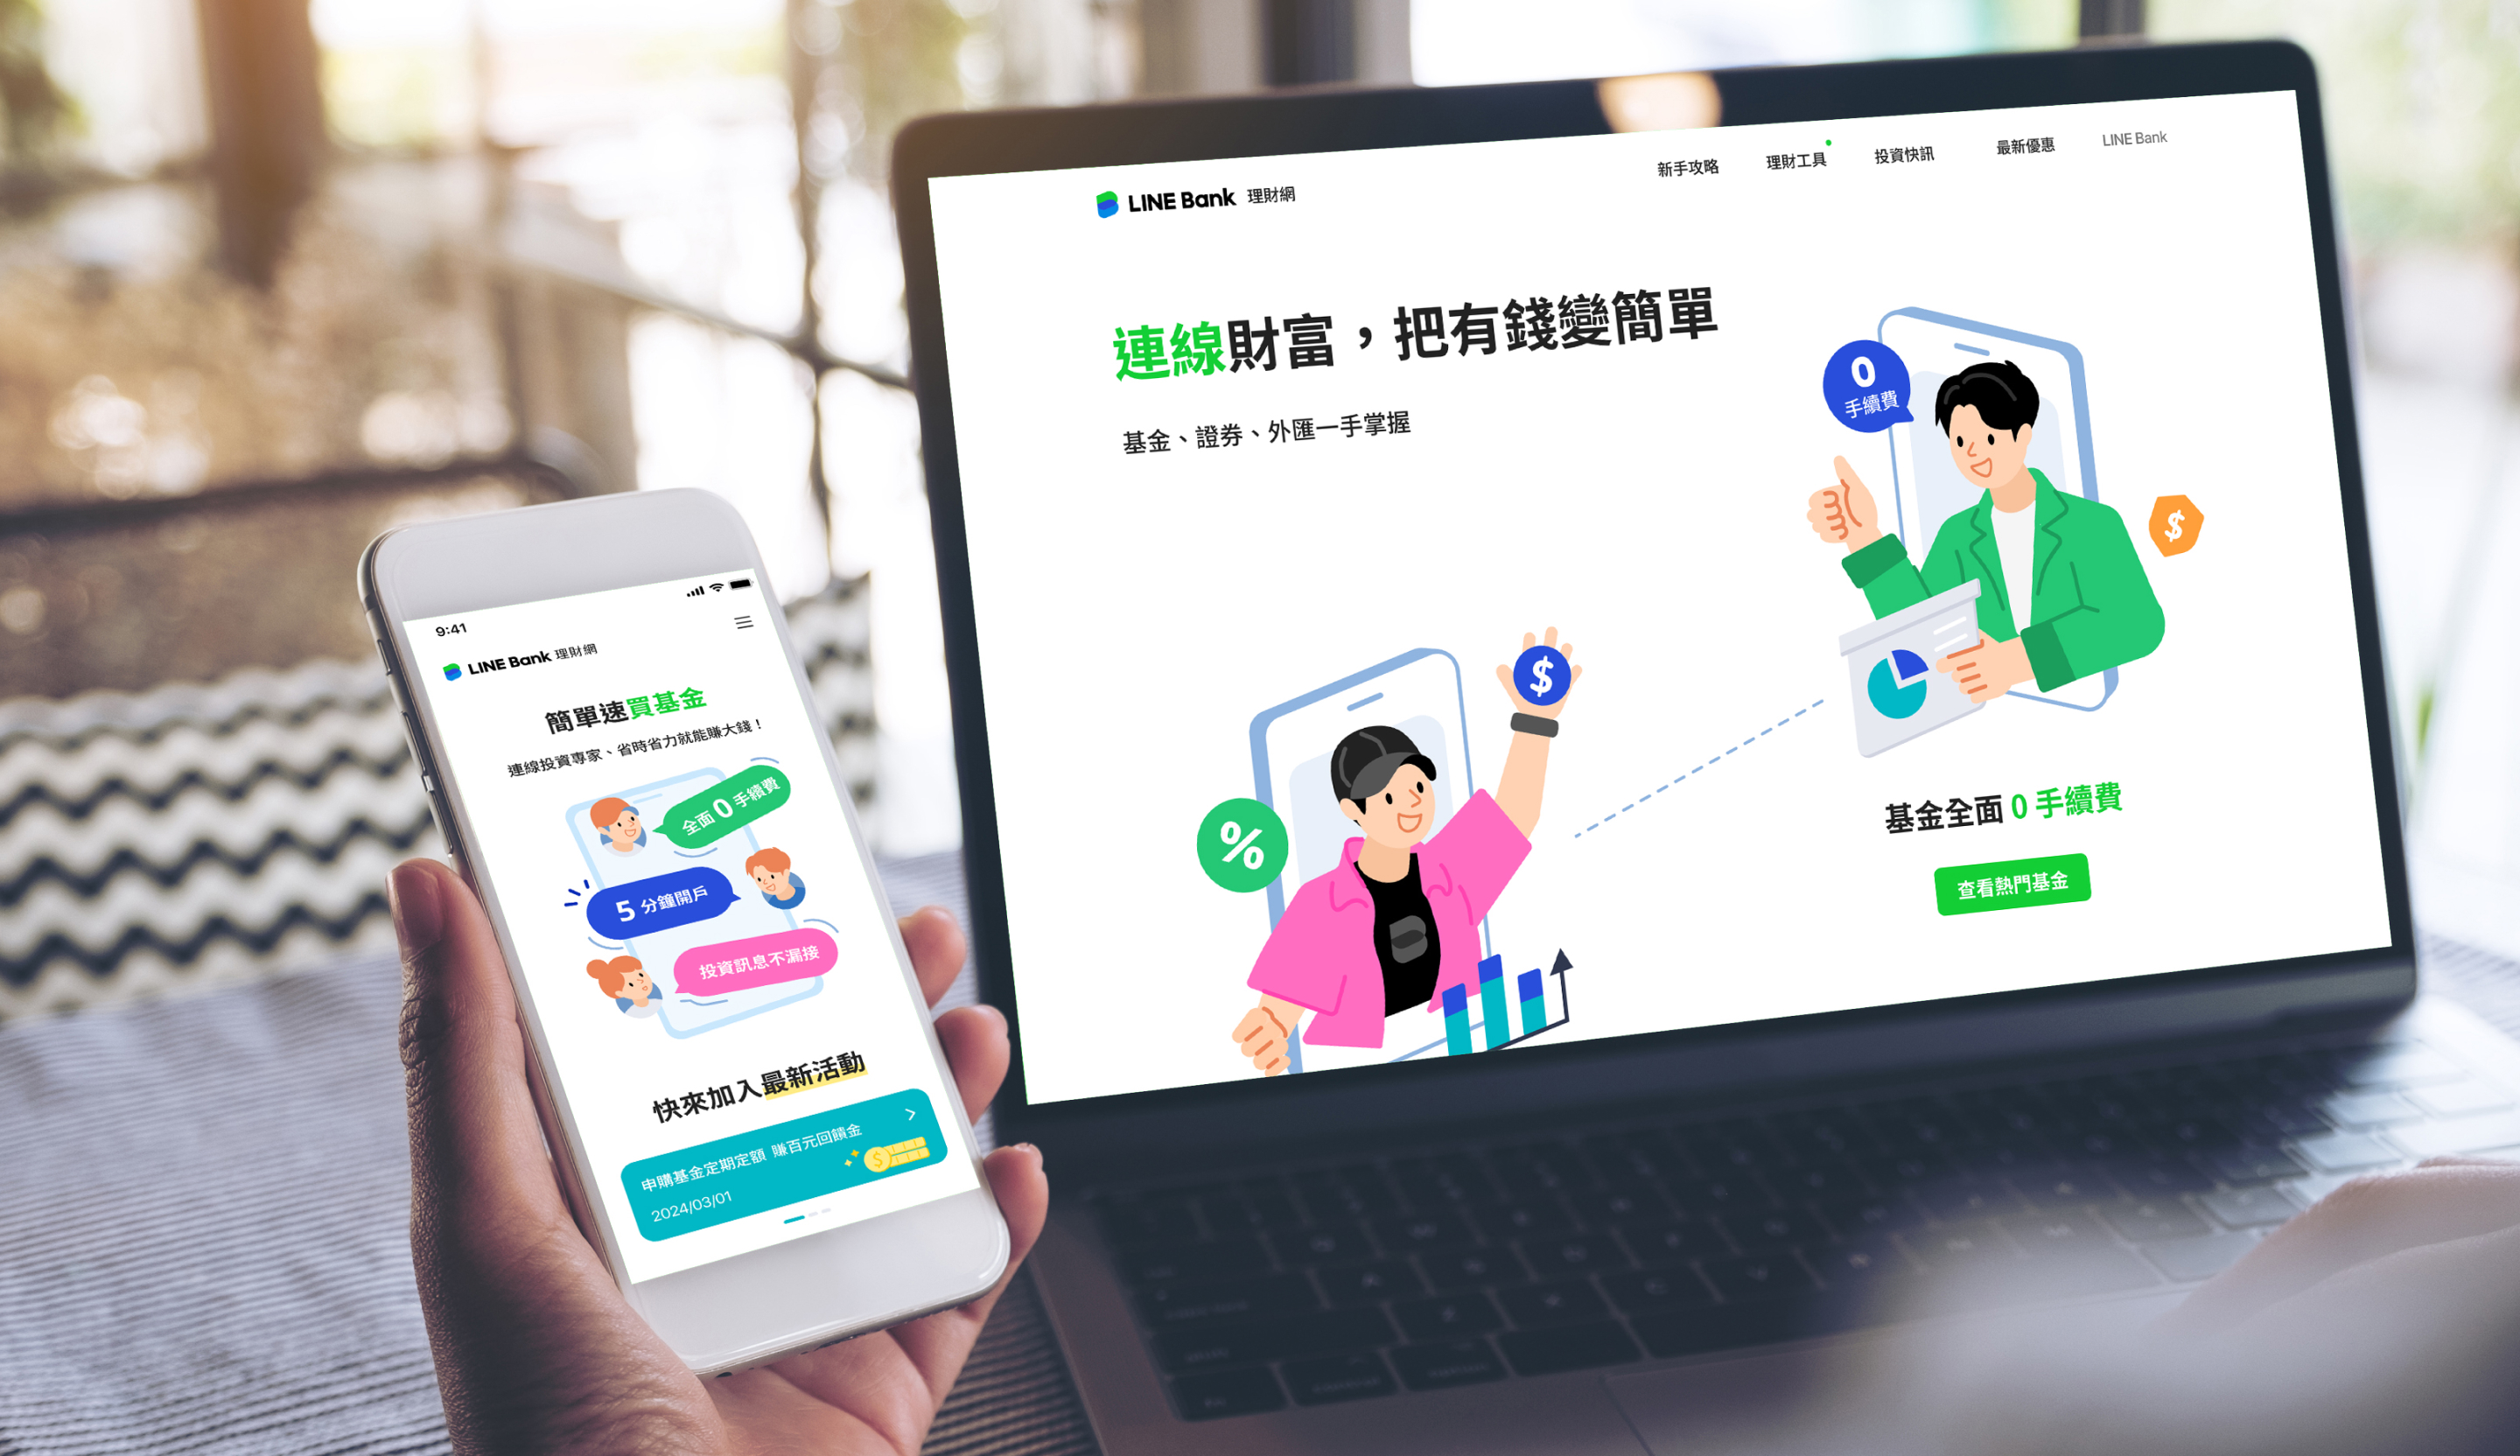 9:41
LINE Bank 理財網
簡單速買基金
連線投資專家、省時省力就能賺大錢！
全面 0 手續費
5 分鐘開戶
投資訊息不漏接
快來加入最新活動
申購基金定期定額 賺百元回饋金
2024/03/01
LINE Bank 理財網
新手攻略 理財工具 投資快訊 最新優惠 LINE Bank
連線財富，把有錢變簡單
基金、證券、外匯一手掌握
0
手續費
$
$
%
基金全面 0 手續費
查看熱門基金